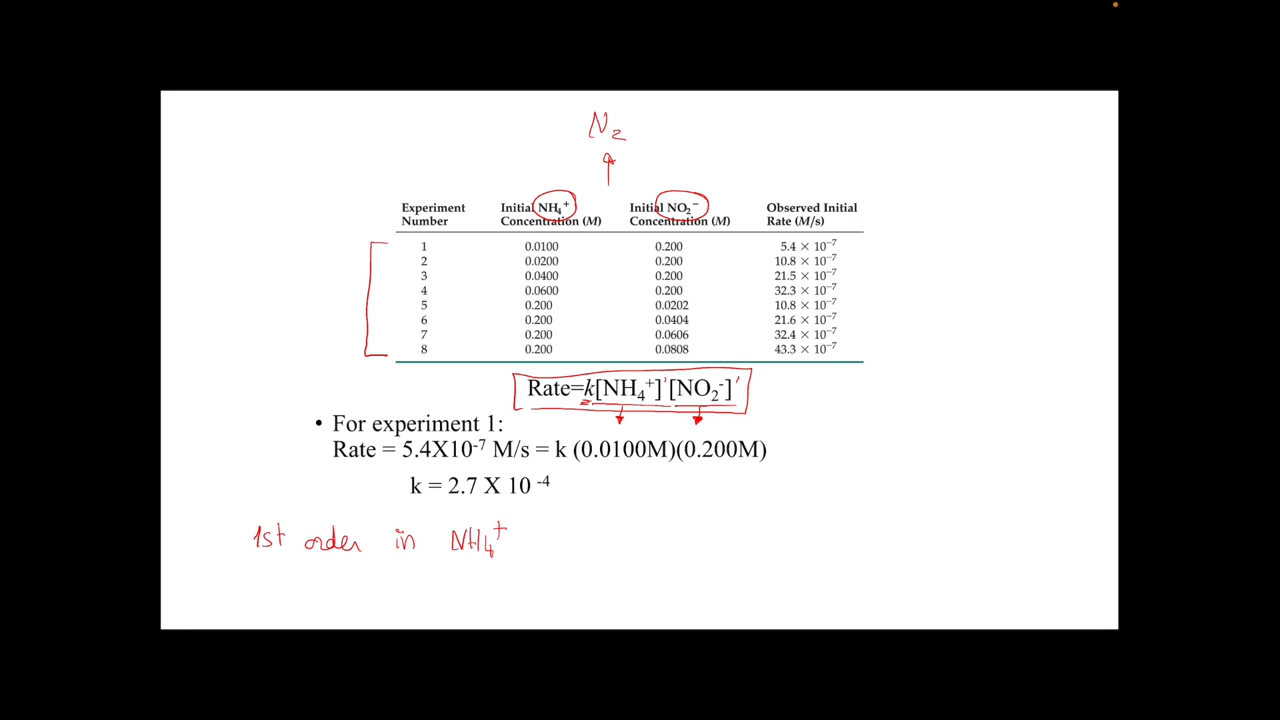 N₂
Experiment Number Initial NH₄⁺ Concentration (M) Initial NO₂⁻ Concentration (M) Observed Initial Rate (M/s)
1 0.0100 0.200 5.4 × 10⁻⁷
2 0.0200 0.200 10.8 × 10⁻⁷
3 0.0400 0.200 21.5 × 10⁻⁷
4 0.0600 0.200 32.3 × 10⁻⁷
5 0.200 0.0202 10.8 × 10⁻⁷
6 0.200 0.0404 21.6 × 10⁻⁷
7 0.200 0.0606 32.4 × 10⁻⁷
8 0.200 0.0808 43.3 × 10⁻⁷
Rate=k[NH₄⁺]¹[NO₂⁻]¹
• For experiment 1:
Rate = 5.4X10⁻⁷ M/s = k (0.0100M)(0.200M)
k = 2.7 X 10 ⁻⁴
1st order in NH₄⁺